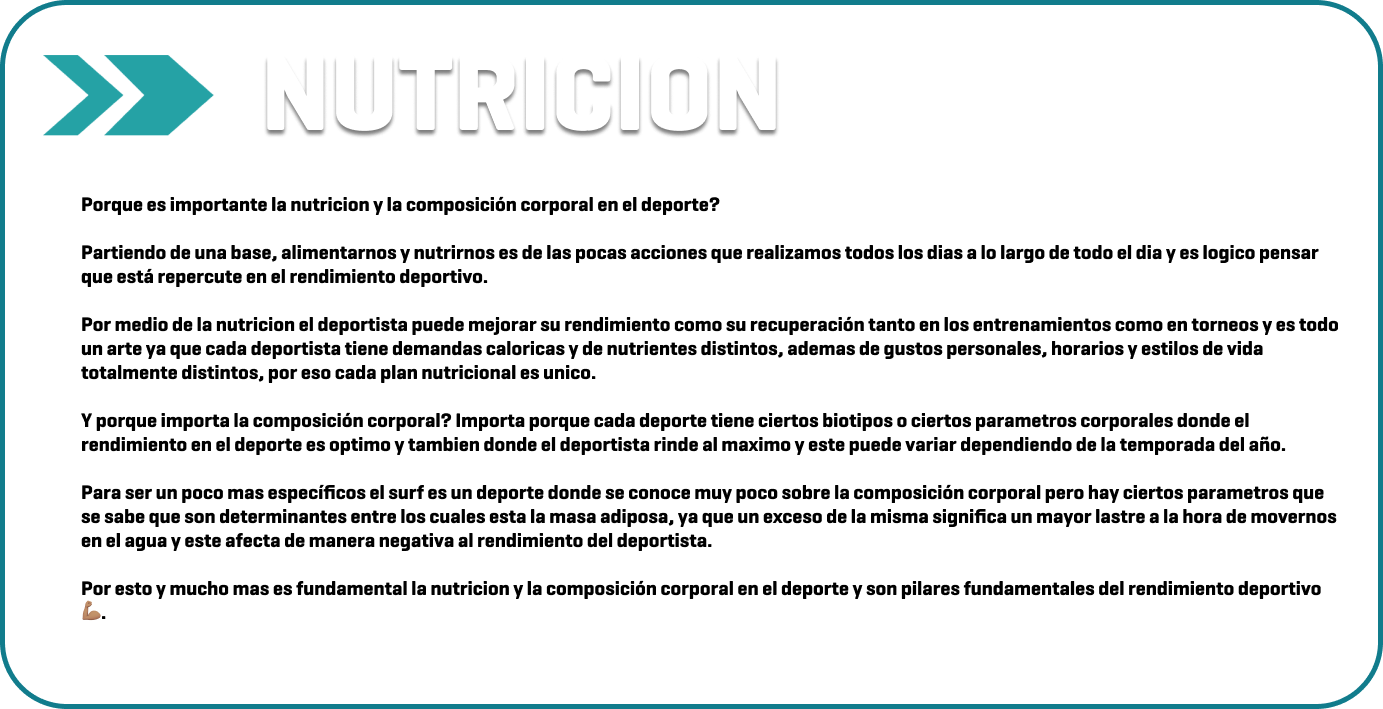 NUTRICION
Porque es importante la nutricion y la composición corporal en el deporte?
Partiendo de una base, alimentarnos y nutrirnos es de las pocas acciones que realizamos todos los dias a lo largo de todo el dia y es logico pensar
que está repercute en el rendimiento deportivo.
Por medio de la nutricion el deportista puede mejorar su rendimiento como su recuperación tanto en los entrenamientos como en torneos y es todo
un arte ya que cada deportista tiene demandas caloricas y de nutrientes distintos, ademas de gustos personales, horarios y estilos de vida
totalmente distintos, por eso cada plan nutricional es unico.
Y porque importa la composición corporal? Importa porque cada deporte tiene ciertos biotipos o ciertos parametros corporales donde el
rendimiento en el deporte es optimo y tambien donde el deportista rinde al maximo y este puede variar dependiendo de la temporada del año.
Para ser un poco mas específicos el surf es un deporte donde se conoce muy poco sobre la composición corporal pero hay ciertos parametros que
se sabe que son determinantes entre los cuales esta la masa adiposa, ya que un exceso de la misma significa un mayor lastre a la hora de movernos
en el agua y este afecta de manera negativa al rendimiento del deportista.
Por esto y mucho mas es fundamental la nutricion y la composición corporal en el deporte y son pilares fundamentales del rendimiento deportivo
💪🏽.